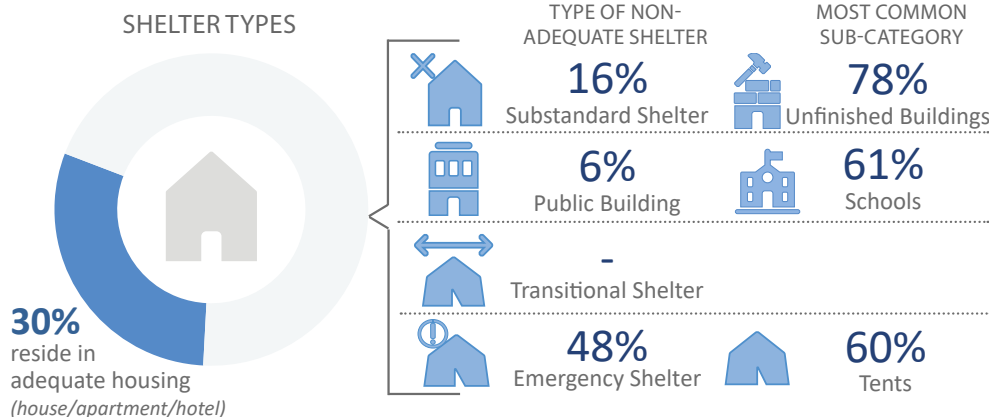 SHELTER TYPES
30%
reside in
adequate housing
(house/apartment/hotel)
TYPE OF NON-
ADEQUATE SHELTER
MOST COMMON
SUB-CATEGORY
16%
Substandard Shelter
78%
Unfinished Buildings
6%
Public Building
61%
Schools
-
Transitional Shelter
48%
Emergency Shelter
60%
Tents